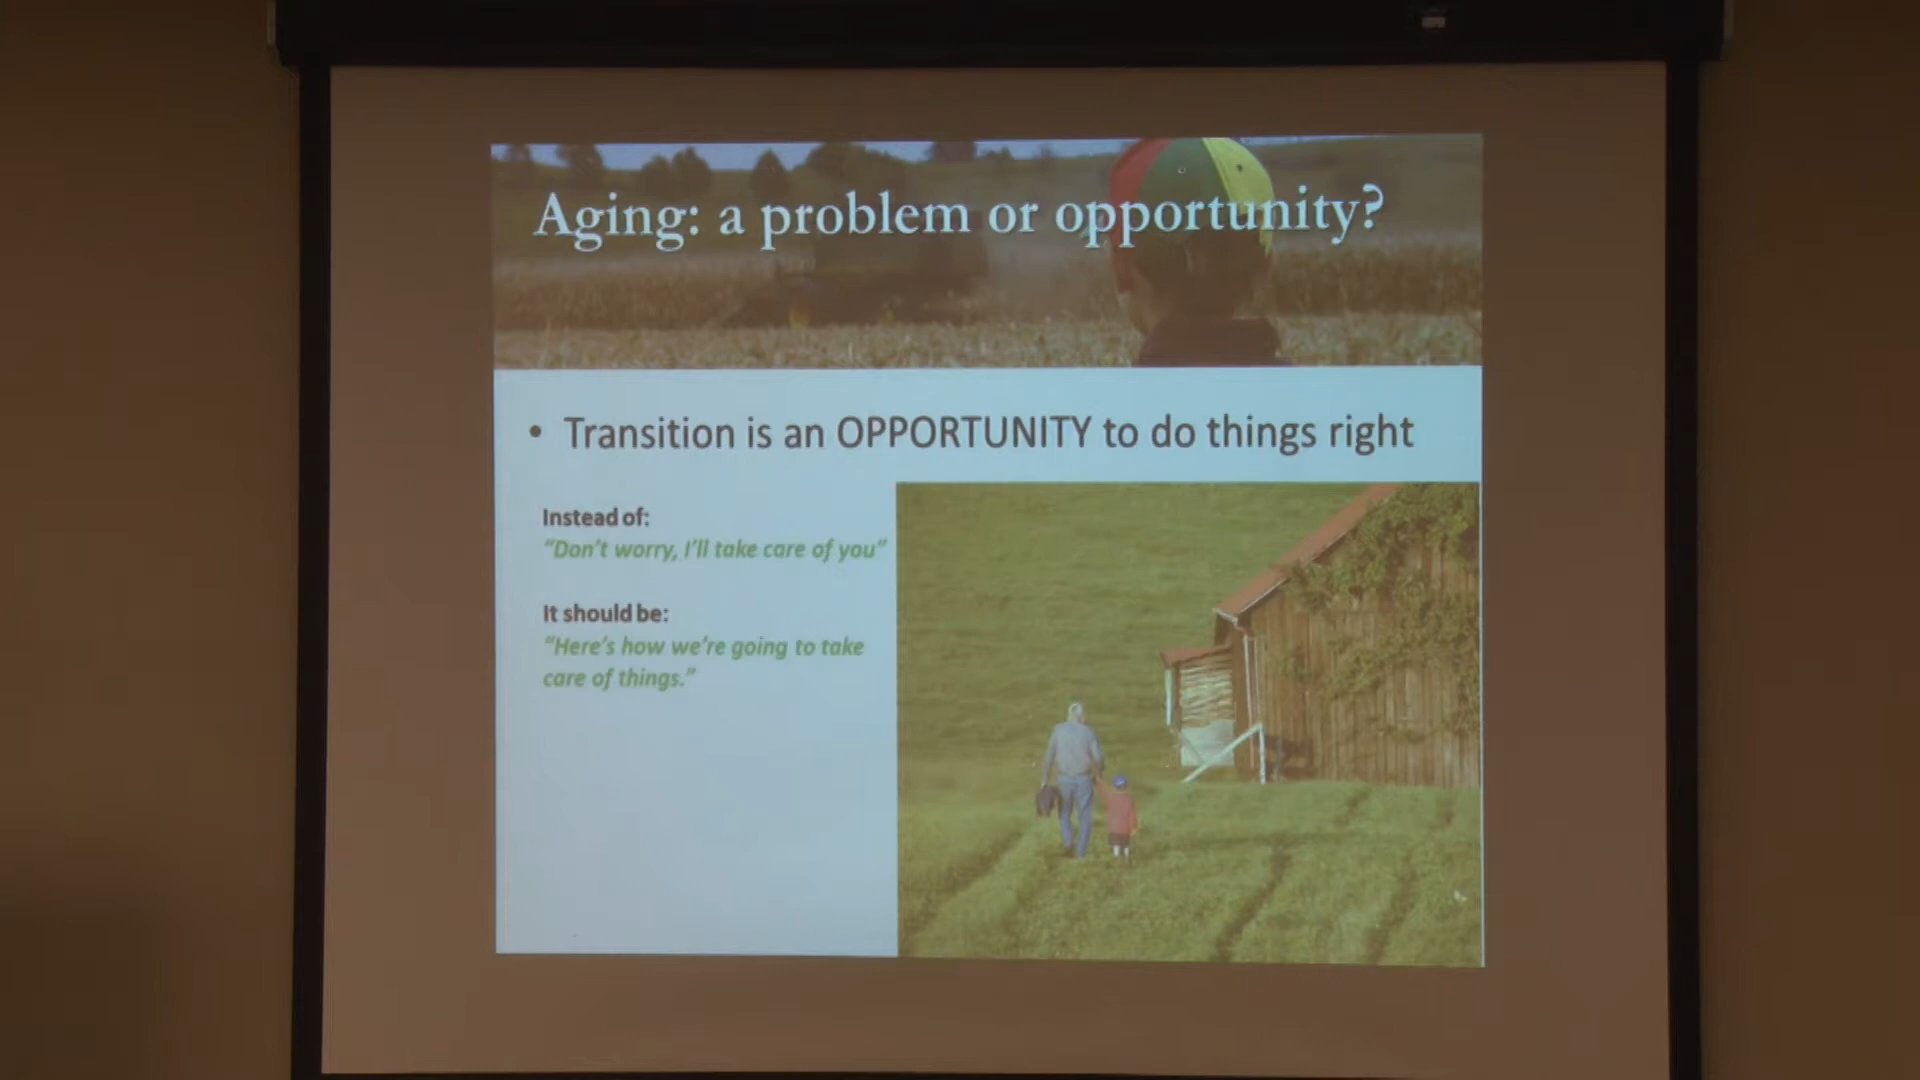 Aging: a problem or opportunity?
• Transition is an OPPORTUNITY to do things right
Instead of:
“Don’t worry, I’ll take care of you”
It should be:
“Here’s how we’re going to take
care of things.”